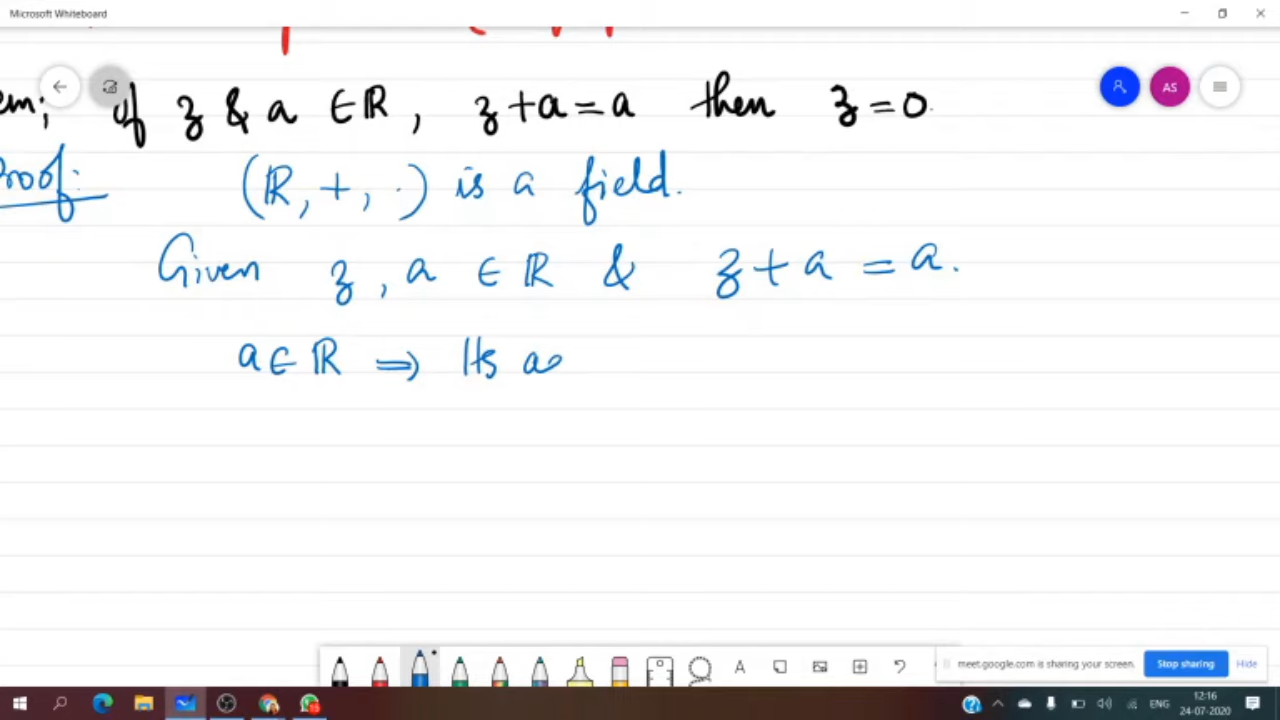 Microsoft Whiteboard
em; if z & a ∈ ℝ, z + a = a then z = 0.
Proof: (ℝ, +, ·) is a field.
AS
Given z, a ∈ ℝ & z + a = a.
a ∈ ℝ ⇒ Its a
meet.google.com is sharing your screen. Stop sharing Hide
ENG 12:16
24-07-2020